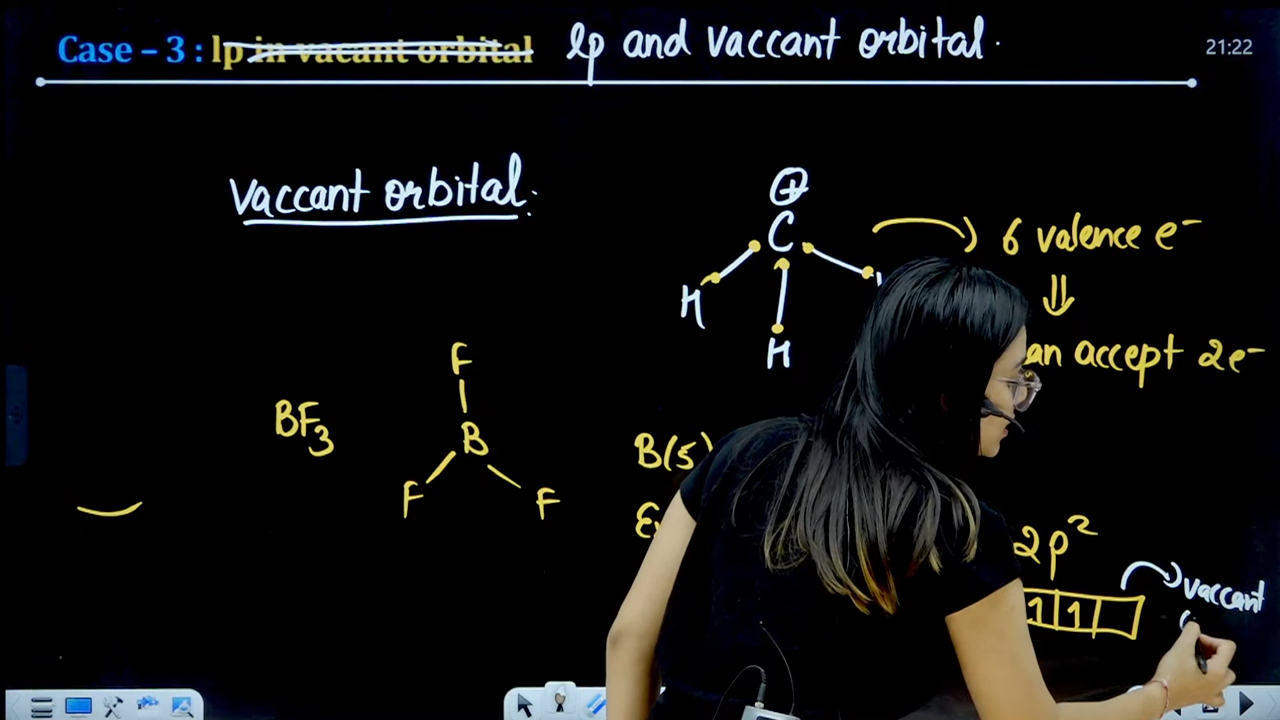 Case – 3 : lp in vacant orbital lp and vaccant orbital.
21:22
vaccant orbital:
⊕
C
H
H
6 valence e⁻
⇓
an accept 2e⁻
BF₃
F
B
F
F
B(5)
2p²
1 1
vaccant